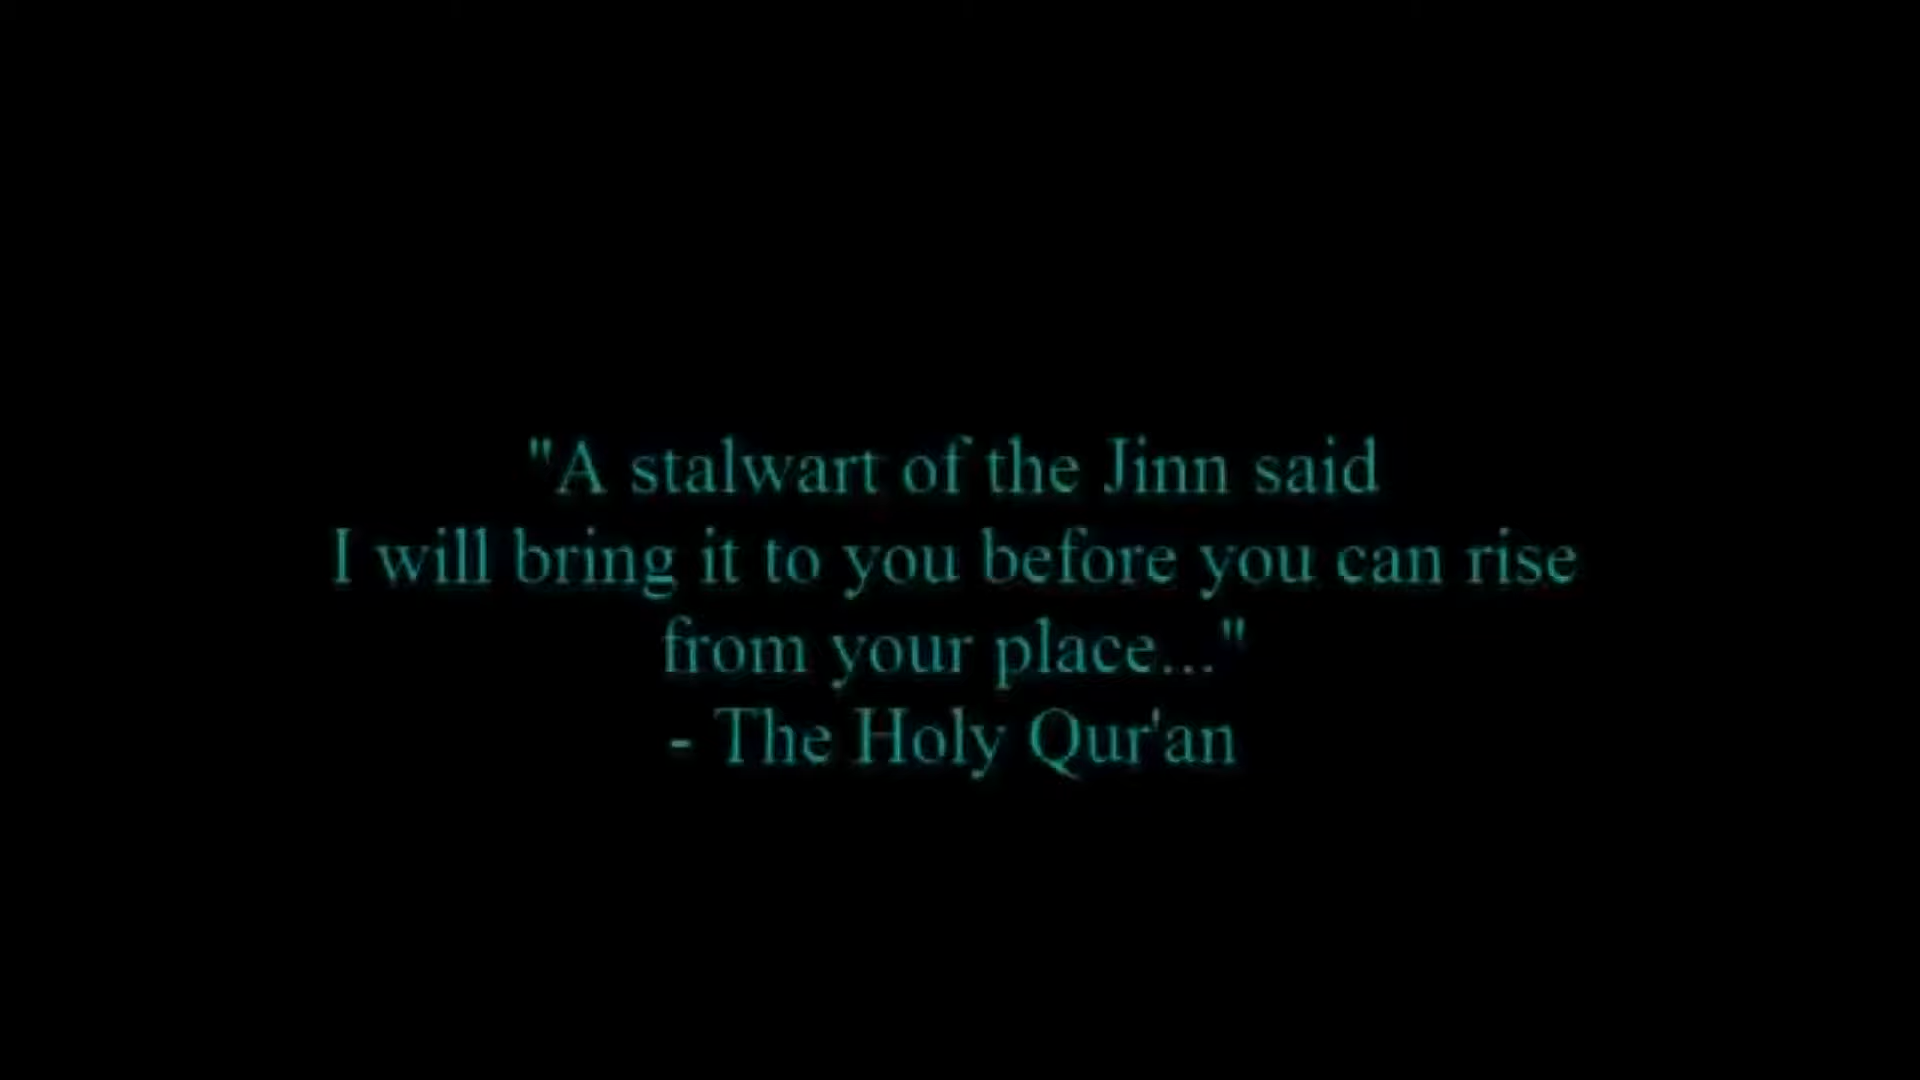 "A stalwart of the Jinn said
I will bring it to you before you can rise
from your place..."
- The Holy Qur'an